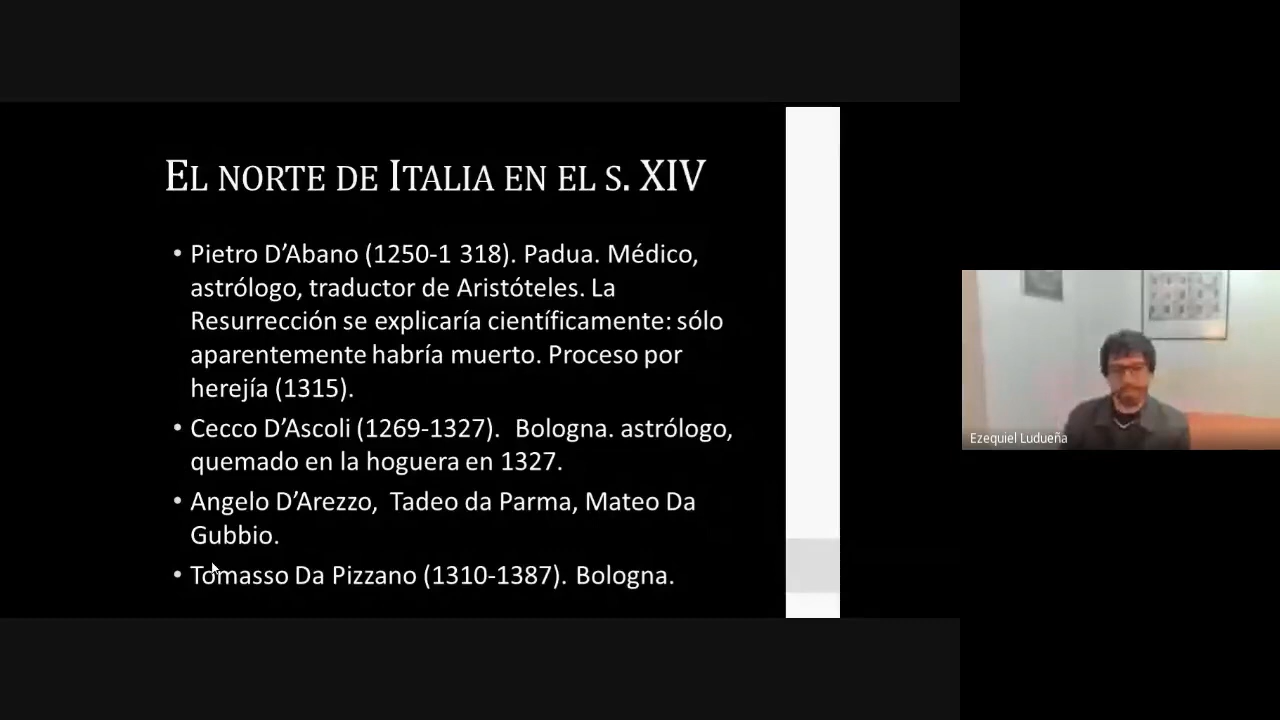 EL NORTE DE ITALIA EN EL S. XIV
• Pietro D’Abano (1250-1 318). Padua. Médico,
astrólogo, traductor de Aristóteles. La
Resurrección se explicaría científicamente: sólo
aparentemente habría muerto. Proceso por
herejía (1315).
• Cecco D’Ascoli (1269-1327).  Bologna. astrólogo,
quemado en la hoguera en 1327.
• Angelo D’Arezzo,  Tadeo da Parma, Mateo Da
Gubbio.
• Tomasso Da Pizzano (1310-1387). Bologna.
Ezequiel Ludueña